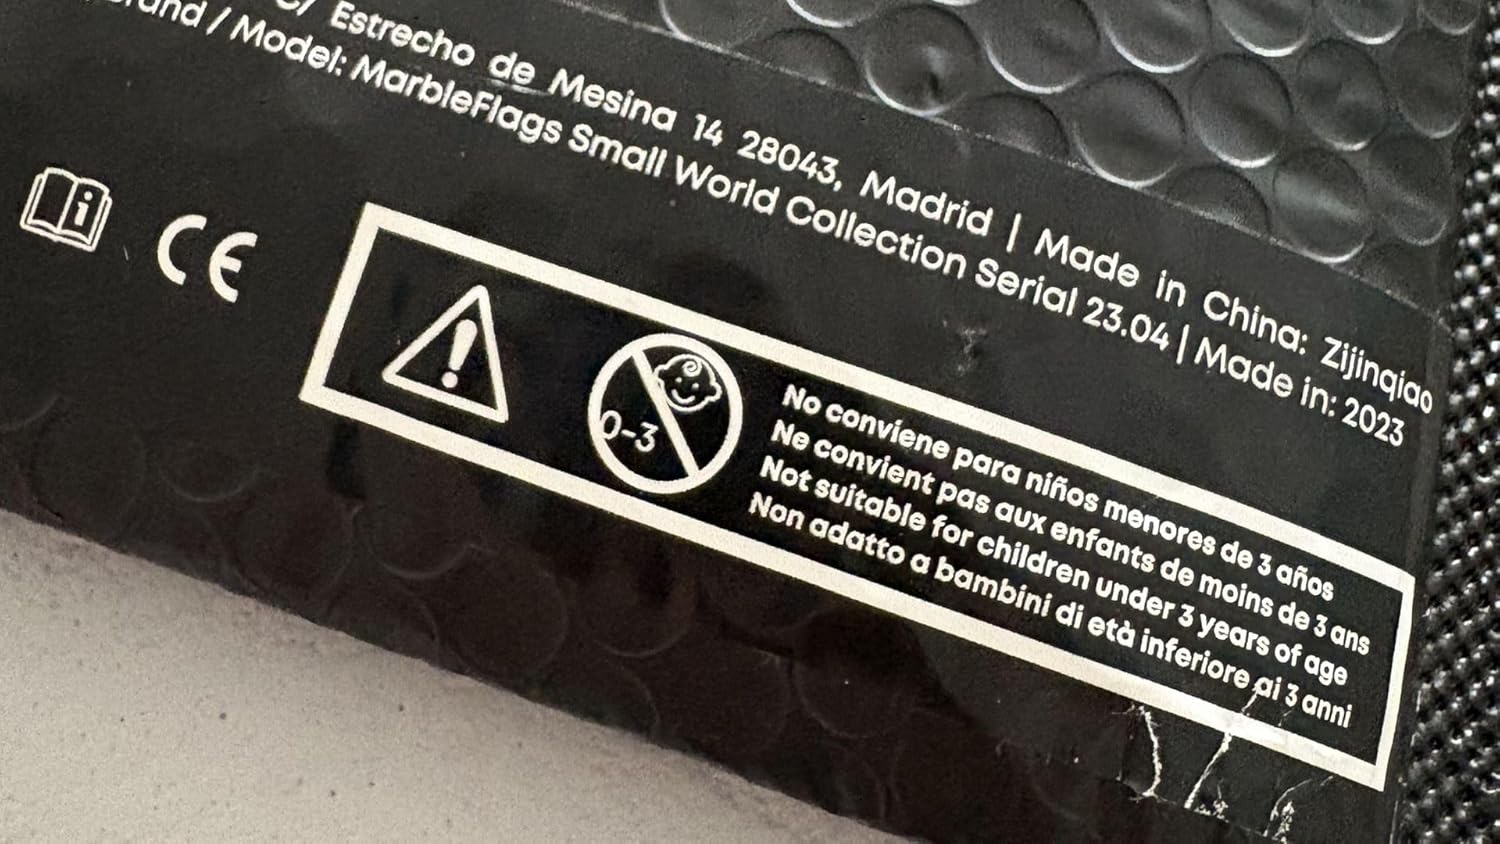 C/ Estrecho de Mesina 14 28043, Madrid | Made in China: Zijinqiao
Brand / Model: MarbleFlags Small World Collection Serial 23.04 | Made in: 2023
i
CE
0-3
No conviene para niños menores de 3 años
Ne convient pas aux enfants de moins de 3 ans
Not suitable for children under 3 years of age
Non adatto a bambini di età inferiore ai 3 anni